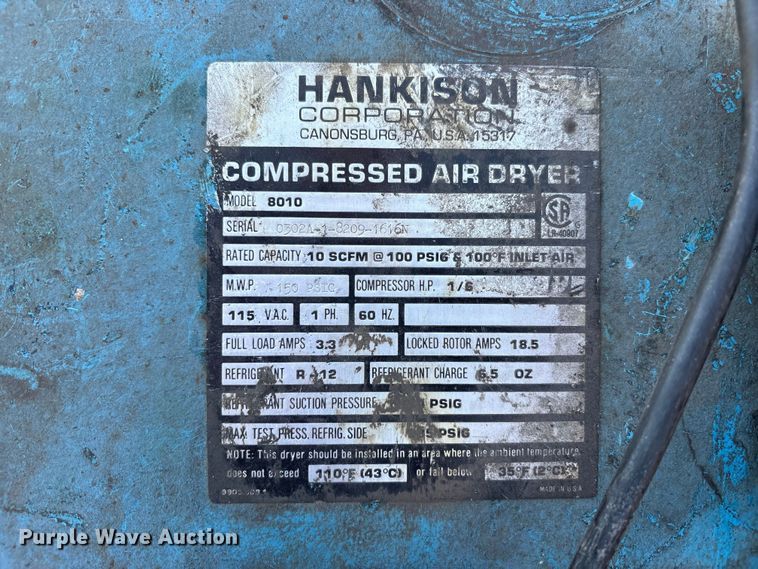 HANKISON
CORPORATION
CANONSBURG, PA. U.S.A. 15317
COMPRESSED AIR DRYER
MODEL 8010
SERIAL 0302A-1-8209-1616N
SA
LR-40907
RATED CAPACITY 10 SCFM @ 100 PSIG & 100°F INLET AIR
M.W.P. 150 PSIG COMPRESSOR H.P. 1/6
115 V.A.C. 1 PH. 60 HZ.
FULL LOAD AMPS 3.3 LOCKED ROTOR AMPS 18.5
REFRIGERANT R 12 REFRIGERANT CHARGE 6.5 OZ
SUCTION PRESSURE PSIG
MAX. TEST PRESS. REFRIG. SIDE PSIG
NOTE: This dryer should be installed in an area where the ambient temperature
does not exceed 110°F (43°C) or fall below 35°F (2°C).
MADE IN U.S.A.
Purple Wave Auction